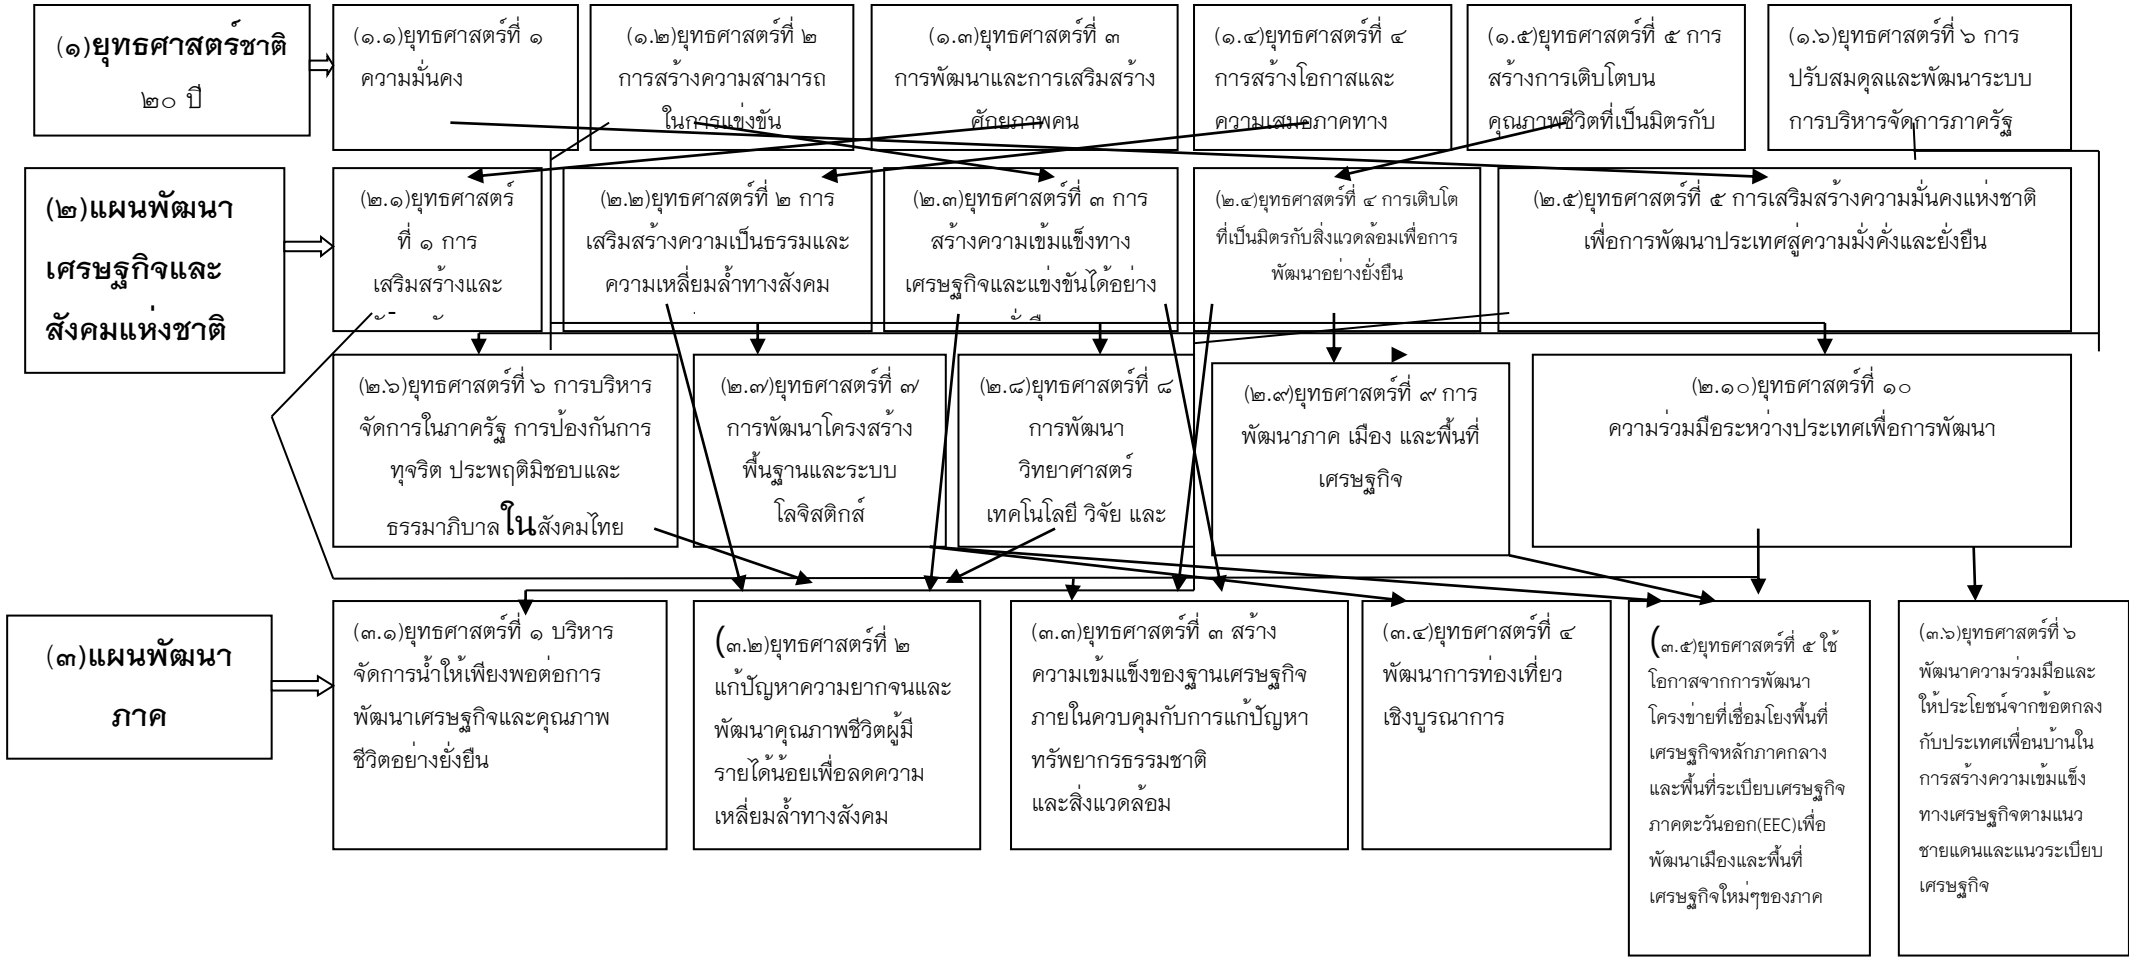 (๑)ยุทธศาสตร์ชาติ
๒๐ ปี
(๑.๑)ยุทธศาสตร์ที่ ๑
ความมั่นคง
(๑.๒)ยุทธศาสตร์ที่ ๒
การสร้างความสามารถ
ในการแข่งขัน
(๑.๓)ยุทธศาสตร์ที่ ๓
การพัฒนาและการเสริมสร้าง
ศักยภาพคน
(๑.๔)ยุทธศาสตร์ที่ ๔
การสร้างโอกาสและ
ความเสมอภาคทาง
(๑.๕)ยุทธศาสตร์ที่ ๕ การ
สร้างการเติบโตบน
คุณภาพชีวิตที่เป็นมิตรกับ
(๑.๖)ยุทธศาสตร์ที่ ๖ การ
ปรับสมดุลและพัฒนาระบบ
การบริหารจัดการภาครัฐ
(๒)แผนพัฒนา
เศรษฐกิจและ
สังคมแห่งชาติ
(๒.๑)ยุทธศาสตร์
ที่ ๑ การ
เสริมสร้างและ
(๒.๒)ยุทธศาสตร์ที่ ๒ การ
เสริมสร้างความเป็นธรรมและ
ความเหลี่ยมล้ำทางสังคม
(๒.๓)ยุทธศาสตร์ที่ ๓ การ
สร้างความเข้มแข็งทาง
เศรษฐกิจและแข่งขันได้อย่าง
(๒.๔)ยุทธศาสตร์ที่ ๔ การเติบโต
ที่เป็นมิตรกับสิ่งแวดล้อมเพื่อการ
พัฒนาอย่างยั่งยืน
(๒.๕)ยุทธศาสตร์ที่ ๕ การเสริมสร้างความมั่นคงแห่งชาติ
เพื่อการพัฒนาประเทศสู่ความมั่งคั่งและยั่งยืน
(๒.๖)ยุทธศาสตร์ที่ ๖ การบริหาร
จัดการในภาครัฐ การป้องกันการ
ทุจริต ประพฤติมิชอบและ
ธรรมาภิบาลในสังคมไทย
(๒.๗)ยุทธศาสตร์ที่ ๗
การพัฒนาโครงสร้าง
พื้นฐานและระบบ
โลจิสติกส์
(๒.๘)ยุทธศาสตร์ที่ ๘
การพัฒนา
วิทยาศาสตร์
เทคโนโลยี วิจัย และ
(๒.๙)ยุทธศาสตร์ที่ ๙ การ
พัฒนาภาค เมือง และพื้นที่
เศรษฐกิจ
(๒.๑๐)ยุทธศาสตร์ที่ ๑๐
ความร่วมมือระหว่างประเทศเพื่อการพัฒนา
(๓)แผนพัฒนา
ภาค
(๓.๑)ยุทธศาสตร์ที่ ๑ บริหาร
จัดการน้ำให้เพียงพอต่อการ
พัฒนาเศรษฐกิจและคุณภาพ
ชีวิตอย่างยั่งยืน
(๓.๒)ยุทธศาสตร์ที่ ๒
แก้ปัญหาความยากจนและ
พัฒนาคุณภาพชีวิตผู้มี
รายได้น้อยเพื่อลดความ
เหลี่ยมล้ำทางสังคม
(๓.๓)ยุทธศาสตร์ที่ ๓ สร้าง
ความเข้มแข็งของฐานเศรษฐกิจ
ภายในควบคุมกับการแก้ปัญหา
ทรัพยากรธรรมชาติ
และสิ่งแวดล้อม
(๓.๔)ยุทธศาสตร์ที่ ๔
พัฒนาการท่องเที่ยว
เชิงบูรณาการ
(๓.๕)ยุทธศาสตร์ที่ ๕ ใช้
โอกาสจากการพัฒนา
โครงข่ายที่เชื่อมโยงพื้นที่
เศรษฐกิจหลักภาคกลาง
และพื้นที่ระเบียบเศรษฐกิจ
ภาคตะวันออก(EEC)เพื่อ
พัฒนาเมืองและพื้นที่
เศรษฐกิจใหม่ๆของภาค
(๓.๖)ยุทธศาสตร์ที่ ๖
พัฒนาความร่วมมือและ
ให้ประโยชน์จากข้อตกลง
กับประเทศเพื่อนบ้านใน
การสร้างความเข้มแข็ง
ทางเศรษฐกิจตามแนว
ชายแดนและแนวระเบียบ
เศรษฐกิจ